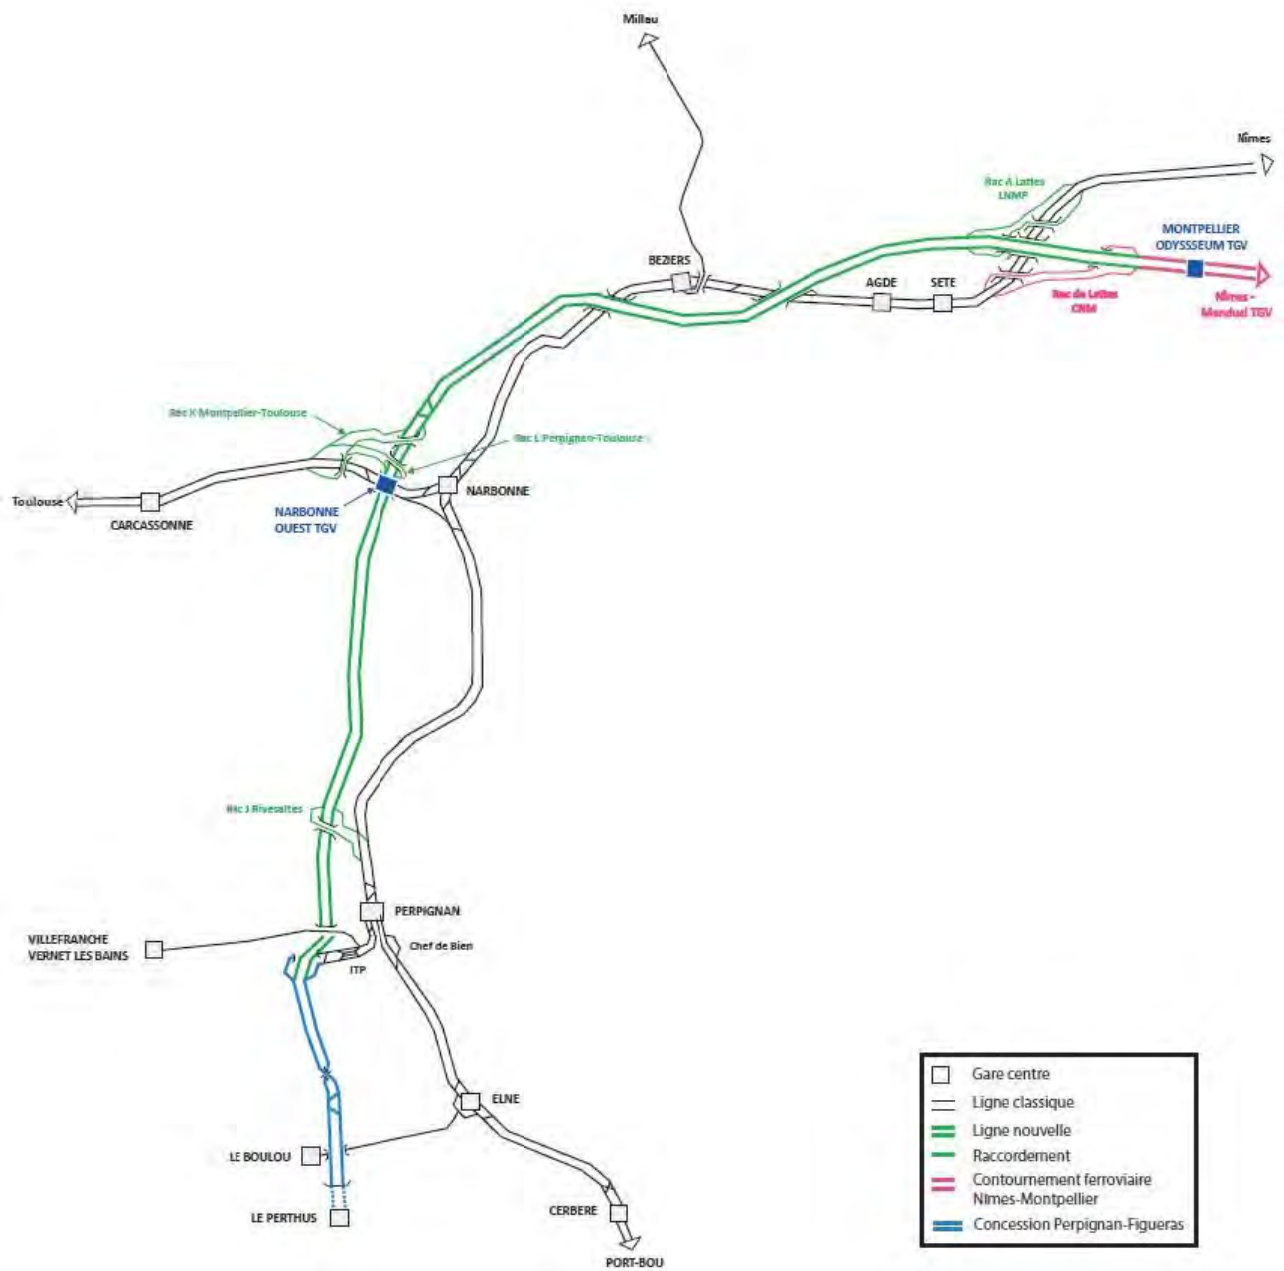 Millau
Nîmes
Rac A Lattes
LNMP
MONTPELLIER
ODYSSSEUM TGV
BEZIERS
AGDE
SETE
Rac de Lattes
CNM
Nîmes -
Manduel TGV
Rac K Montpellier-Toulouse
Rac L Perpignan-Toulouse
Toulouse
CARCASSONNE
NARBONNE
OUEST TGV
NARBONNE
Rac J Rivesaltes
PERPIGNAN
VILLEFRANCHE
VERNET LES BAINS
Chef de Bien
ITP
ELNE
LE BOULOU
LE PERTHUS
CERBERE
PORT-BOU
Gare centre
Ligne classique
Ligne nouvelle
Raccordement
Contournement ferroviaire
Nîmes-Montpellier
Concession Perpignan-Figueras